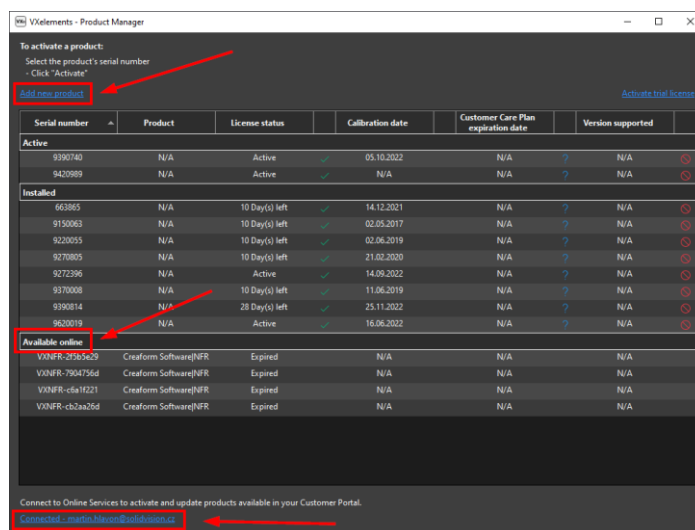 VXelements - Product Manager
To activate a product:
Select the product's serial number
- Click "Activate"
Add new product
Activate trial license
Serial number Product License status Calibration date Customer Care Plan expiration date Version supported
Active
9390740 N/A Active 05.10.2022 N/A ? N/A
9420989 N/A Active N/A N/A ? N/A
Installed
663865 N/A 10 Day(s) left 14.12.2021 N/A ? N/A
9150063 N/A 10 Day(s) left 02.05.2017 N/A ? N/A
9220055 N/A 10 Day(s) left 02.06.2019 N/A ? N/A
9270805 N/A 10 Day(s) left 21.02.2020 N/A ? N/A
9272396 N/A Active 14.09.2022 N/A ? N/A
9370008 N/A 10 Day(s) left 11.06.2019 N/A ? N/A
9390814 N/A 28 Day(s) left 25.11.2022 N/A ? N/A
9620019 N/A Active 16.06.2022 N/A ? N/A
Available online
VXNFR-2f5b5e29 Creaform Software|NFR Expired N/A N/A N/A
VXNFR-7904756d Creaform Software|NFR Expired N/A N/A N/A
VXNFR-c6a1f221 Creaform Software|NFR Expired N/A N/A N/A
VXNFR-cb2aa26d Creaform Software|NFR Expired N/A N/A N/A
Connect to Online Services to activate and update products available in your Customer Portal.
Connected - martin.hlavon@solidvision.cz